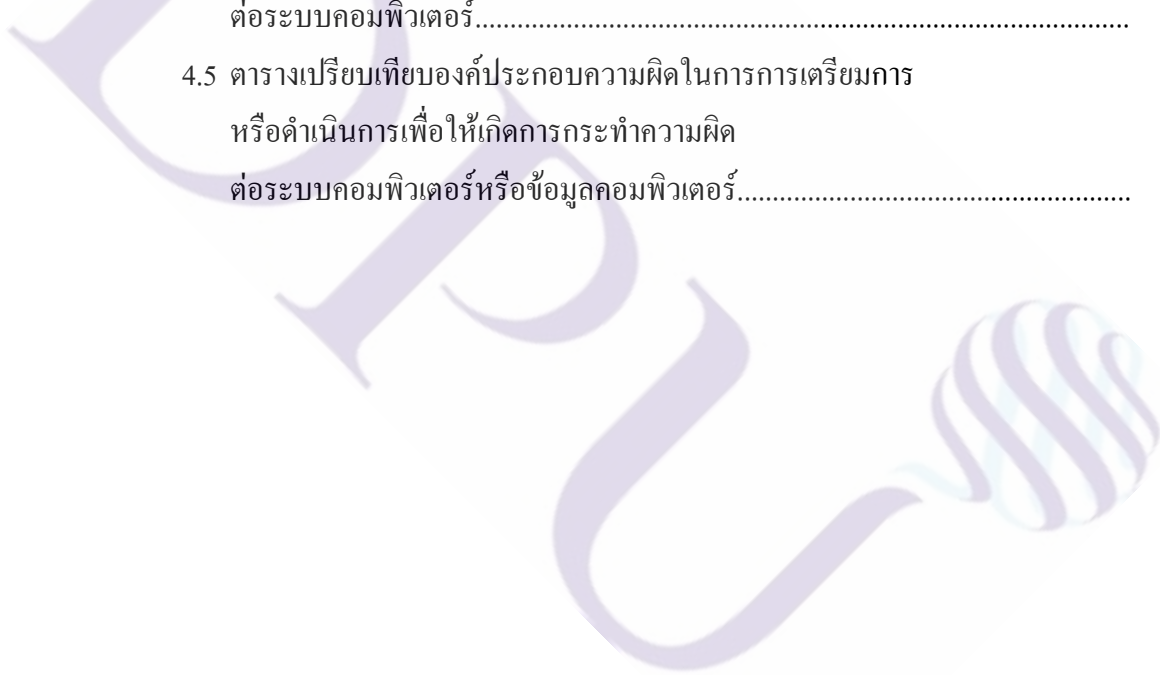 ต่อระบบคอมพิวเตอร์............................................................................................
4.5 ตารางเปรียบเทียบองค์ประกอบความผิดในการการเตรียมการ
หรือดำเนินการเพื่อให้เกิดการกระทำความผิด
ต่อระบบคอมพิวเตอร์หรือข้อมูลคอมพิวเตอร์........................................................
DPU